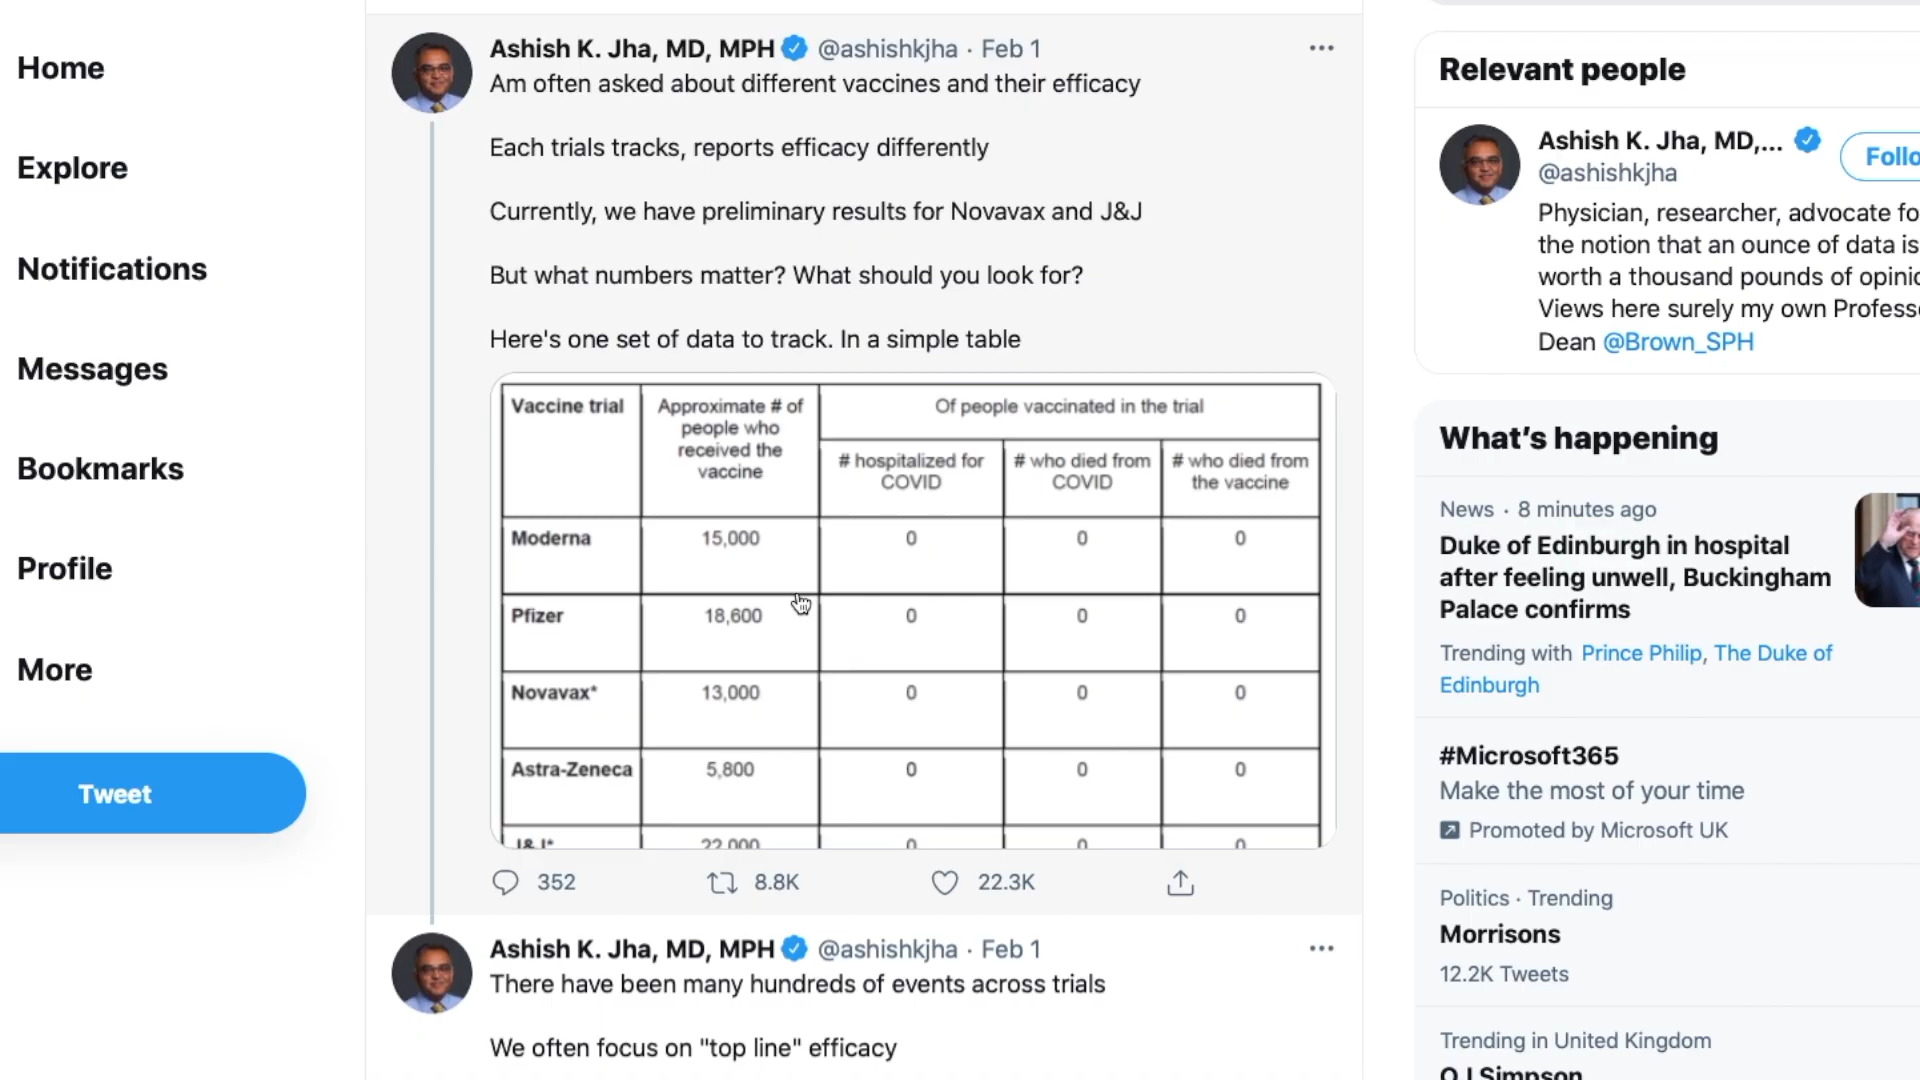 Home
Explore
Notifications
Messages
Bookmarks
Profile
More
Tweet
Ashish K. Jha, MD, MPH @ashishkjha · Feb 1
Am often asked about different vaccines and their efficacy
Each trials tracks, reports efficacy differently
Currently, we have preliminary results for Novavax and J&J
But what numbers matter? What should you look for?
Here's one set of data to track. In a simple table
Vaccine trial
Approximate # of
people who
received the
vaccine
Of people vaccinated in the trial
# hospitalized for
COVID
# who died from
COVID
# who died from
the vaccine
Moderna 15,000 0 0 0
Pfizer 18,600 0 0 0
Novavax* 13,000 0 0 0
Astra-Zeneca 5,800 0 0 0
J&J* 22,000 0 0 0
352 8.8K 22.3K
Ashish K. Jha, MD, MPH @ashishkjha · Feb 1
There have been many hundreds of events across trials
We often focus on "top line" efficacy
Relevant people
Ashish K. Jha, MD,...
@ashishkjha
Follo
Physician, researcher, advocate fo
the notion that an ounce of data is
worth a thousand pounds of opinio
Views here surely my own Profess
Dean @Brown_SPH
What's happening
News · 8 minutes ago
Duke of Edinburgh in hospital
after feeling unwell, Buckingham
Palace confirms
Trending with Prince Philip, The Duke of
Edinburgh
#Microsoft365
Make the most of your time
Promoted by Microsoft UK
Politics · Trending
Morrisons
12.2K Tweets
Trending in United Kingdom
OJ Simpson